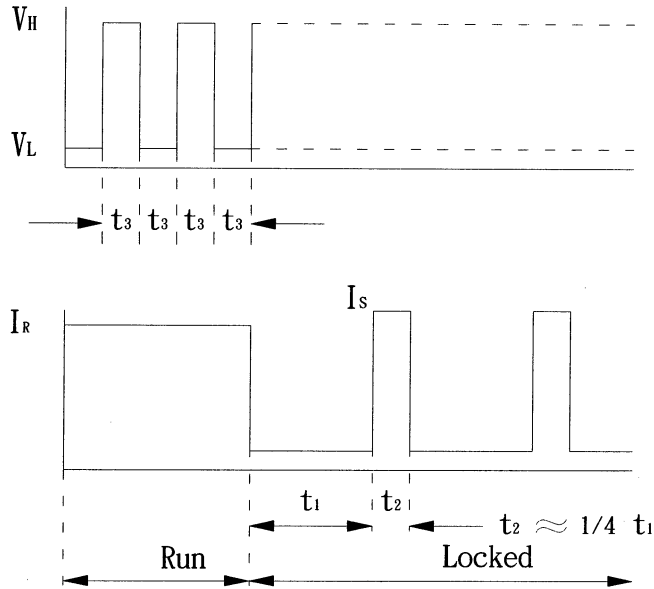 VH
VL
t3 t3 t3 t3
IS
IR
t1 t2 t2 ≈ 1/4 t1
Run Locked